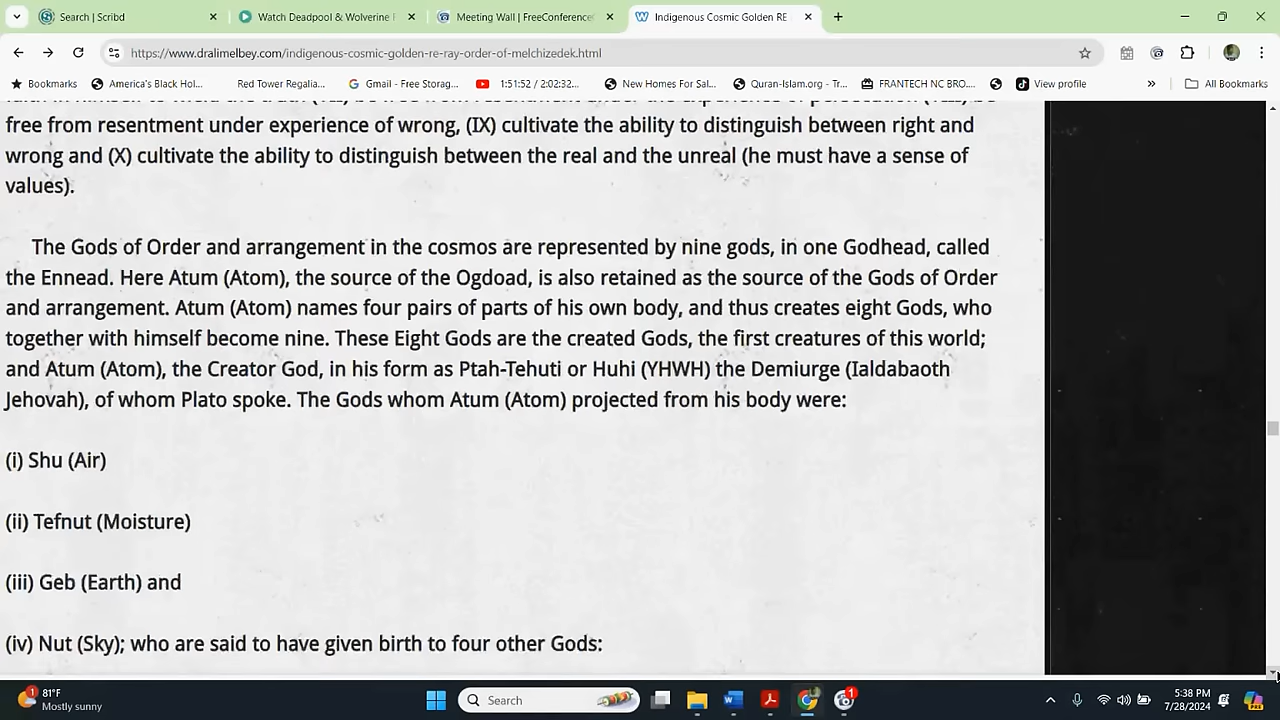 Search | Scribd
Watch Deadpool & Wolverine F
Meeting Wall | FreeConference
Indigenous Cosmic Golden RE
https://www.dralimelbey.com/indigenous-cosmic-golden-re-ray-order-of-melchizedek.html
Bookmarks
America's Black Hol...
Red Tower Regalia...
Gmail - Free Storag...
1:51:52 / 2:02:32...
New Homes For Sal...
Quran-Islam.org - Tr...
FRANTECH NC BRO...
View profile
All Bookmarks
free from resentment under experience of wrong, (IX) cultivate the ability to distinguish between right and
wrong and (X) cultivate the ability to distinguish between the real and the unreal (he must have a sense of
values).
The Gods of Order and arrangement in the cosmos are represented by nine gods, in one Godhead, called
the Ennead. Here Atum (Atom), the source of the Ogdoad, is also retained as the source of the Gods of Order
and arrangement. Atum (Atom) names four pairs of parts of his own body, and thus creates eight Gods, who
together with himself become nine. These Eight Gods are the created Gods, the first creatures of this world;
and Atum (Atom), the Creator God, in his form as Ptah-Tehuti or Huhi (YHWH) the Demiurge (Ialdabaoth
Jehovah), of whom Plato spoke. The Gods whom Atum (Atom) projected from his body were:
(i) Shu (Air)
(ii) Tefnut (Moisture)
(iii) Geb (Earth) and
(iv) Nut (Sky); who are said to have given birth to four other Gods:
1
81°F
Mostly sunny
Search
1
5:38 PM
7/28/2024